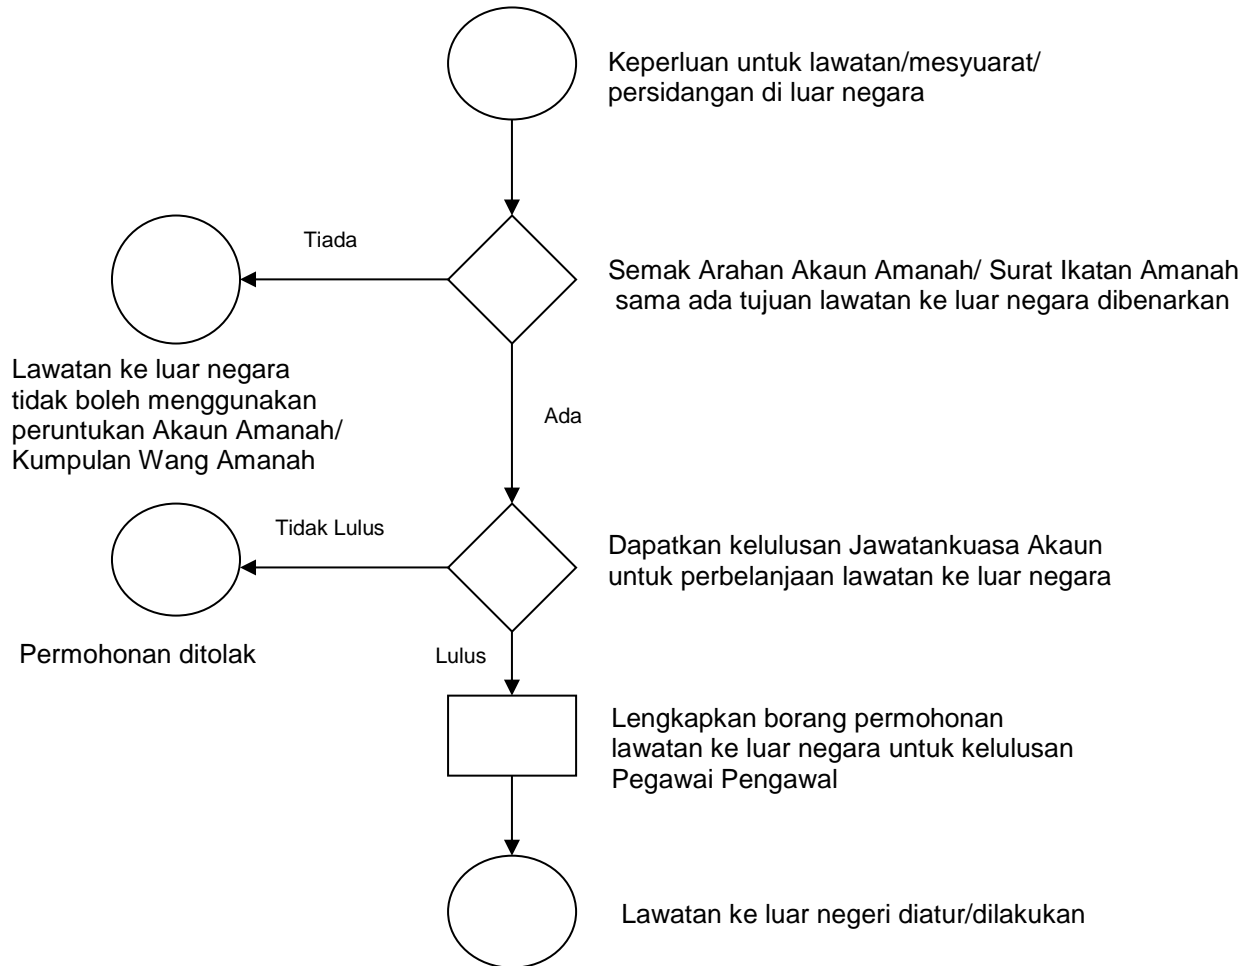 Keperluan untuk lawatan/mesyuarat/
persidangan di luar negara
Tiada
Semak Arahan Akaun Amanah/ Surat Ikatan Amanah
sama ada tujuan lawatan ke luar negara dibenarkan
Lawatan ke luar negara
tidak boleh menggunakan
peruntukan Akaun Amanah/
Kumpulan Wang Amanah
Ada
Tidak Lulus
Dapatkan kelulusan Jawatankuasa Akaun
untuk perbelanjaan lawatan ke luar negara
Permohonan ditolak
Lulus
Lengkapkan borang permohonan
lawatan ke luar negara untuk kelulusan
Pegawai Pengawal
Lawatan ke luar negeri diatur/dilakukan